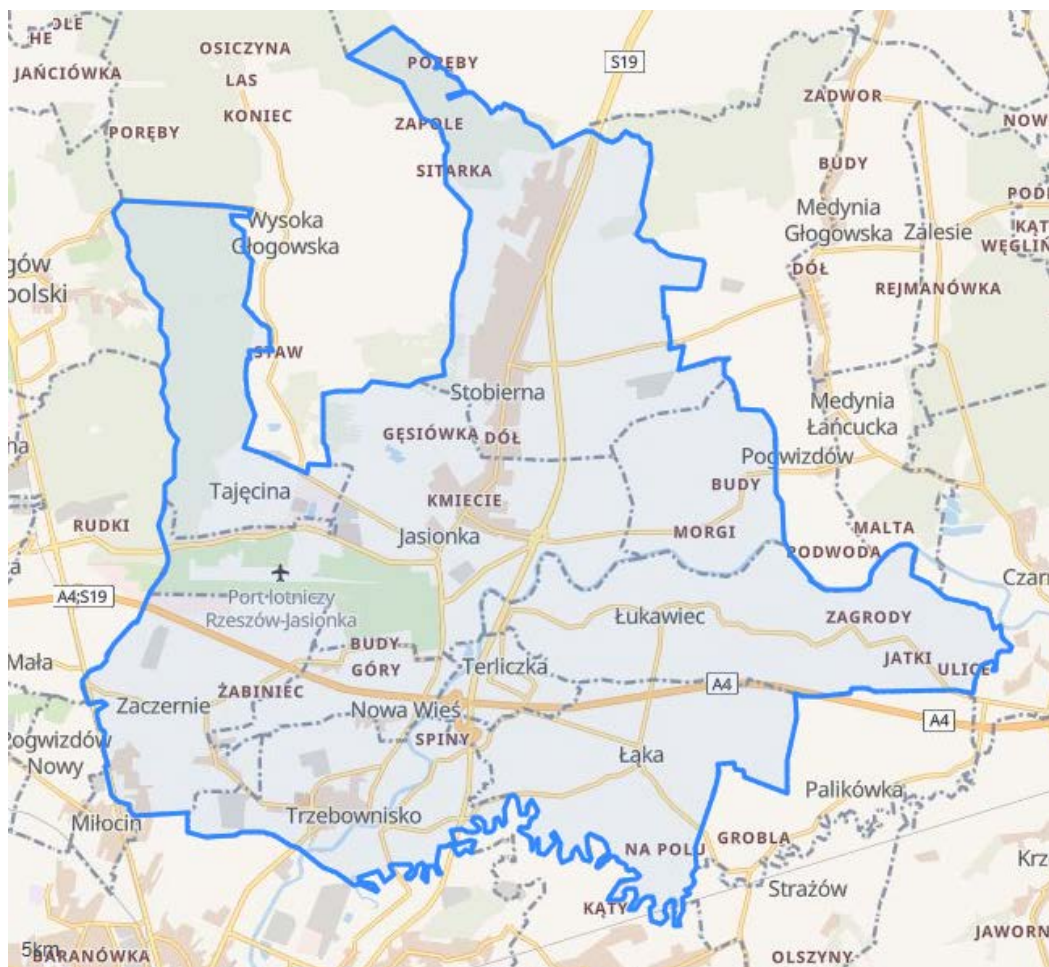 OLE
HE
JAŃCIÓWKA
OSICZYNA
LAS
KONIEC
PORĘBY
PORĘBY
ZAPOLE
SITARKA
S19
ZADWOR
BUDY
Medynia
Głogowska
DÓŁ
Zalesie
REJMANÓWKA
NOW
PODI
KĄT
WĘGLIŃ
Wysoka
Głogowska
gów
polski
STAW
Stobierna
GĘSIÓWKA
DÓŁ
KMIECIE
Medynia
Łańcucka
Pogwizdów
BUDY
na
Tajęcina
RUDKI
Jasionka
MORGI
MALTA
PODWODA
a
Czarn
A4;S19
Port lotniczy
Rzeszów-Jasionka
Łukawiec
ZAGRODY
Mała
BUDY
GÓRY
Terliczka
JATKI
ULICE
ŻABINIEC
A4
Zaczernie
Nowa Wieś
A4
SPINY
Pogwizdów
Nowy
Łąka
Palikówka
Miłocin
Trzebownisko
NA POLU
GROBLA
Krz
Strażów
KĄTY
JAWORN
5km
BARANÓWKA
OLSZYNY